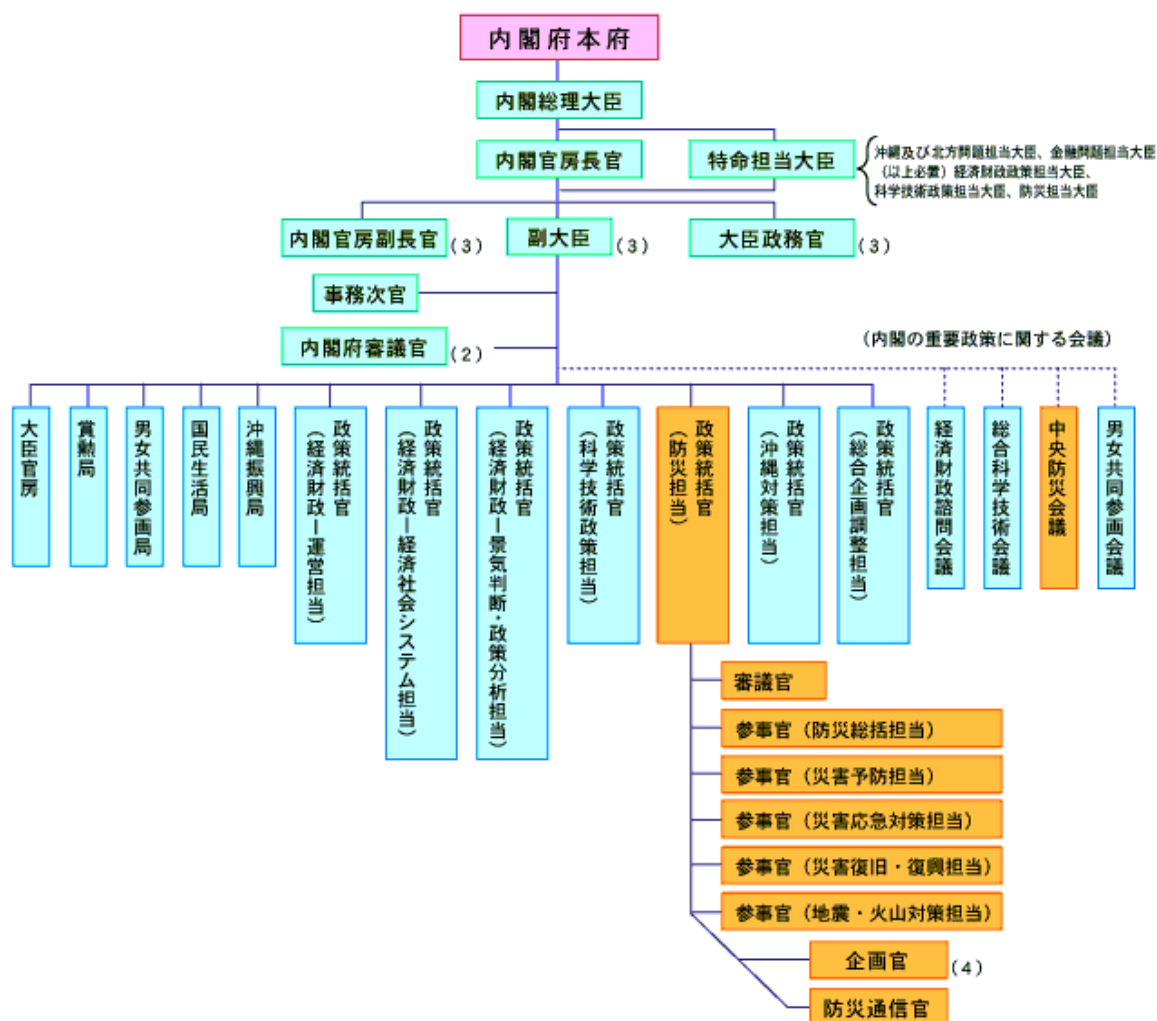 内閣府本府
内閣総理大臣
内閣官房長官
特命担当大臣
沖縄及び北方問題担当大臣、金融問題担当大臣
（以上必置）経済財政政策担当大臣、
科学技術政策担当大臣、防災担当大臣
内閣官房副長官（3）
副大臣（3）
大臣政務官（3）
事務次官
内閣府審議官（2）
（内閣の重要政策に関する会議）
大臣官房
賞勲局
男女共同参画局
国民生活局
沖縄振興局
政策統括官
（経済財政ー運営担当）
政策統括官
（経済財政ー経済社会システム担当）
政策統括官
（経済財政ー景気判断・政策分析担当）
政策統括官
（科学技術政策担当）
政策統括官
（防災担当）
政策統括官
（沖縄対策担当）
政策統括官
（総合企画調整担当）
経済財政諮問会議
総合科学技術会議
中央防災会議
男女共同参画会議
審議官
参事官（防災総括担当）
参事官（災害予防担当）
参事官（災害応急対策担当）
参事官（災害復旧・復興担当）
参事官（地震・火山対策担当）
企画官（4）
防災通信官